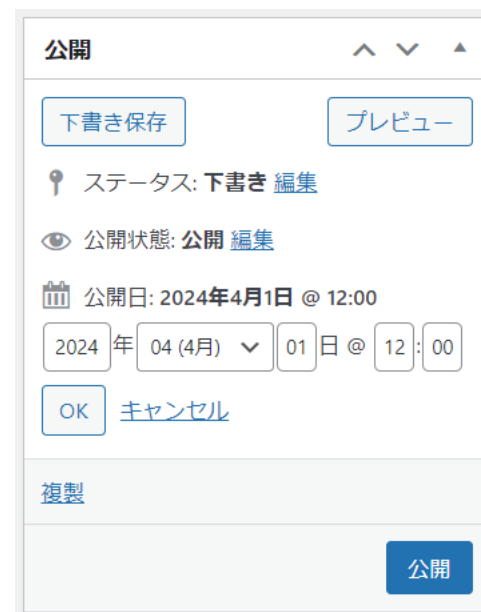 公開
下書き保存 プレビュー
ステータス: 下書き 編集
公開状態: 公開 編集
公開日: 2024年4月1日 @ 12:00
2024 年 04 (4月) 01 日 @ 12 : 00
OK キャンセル
複製
公開